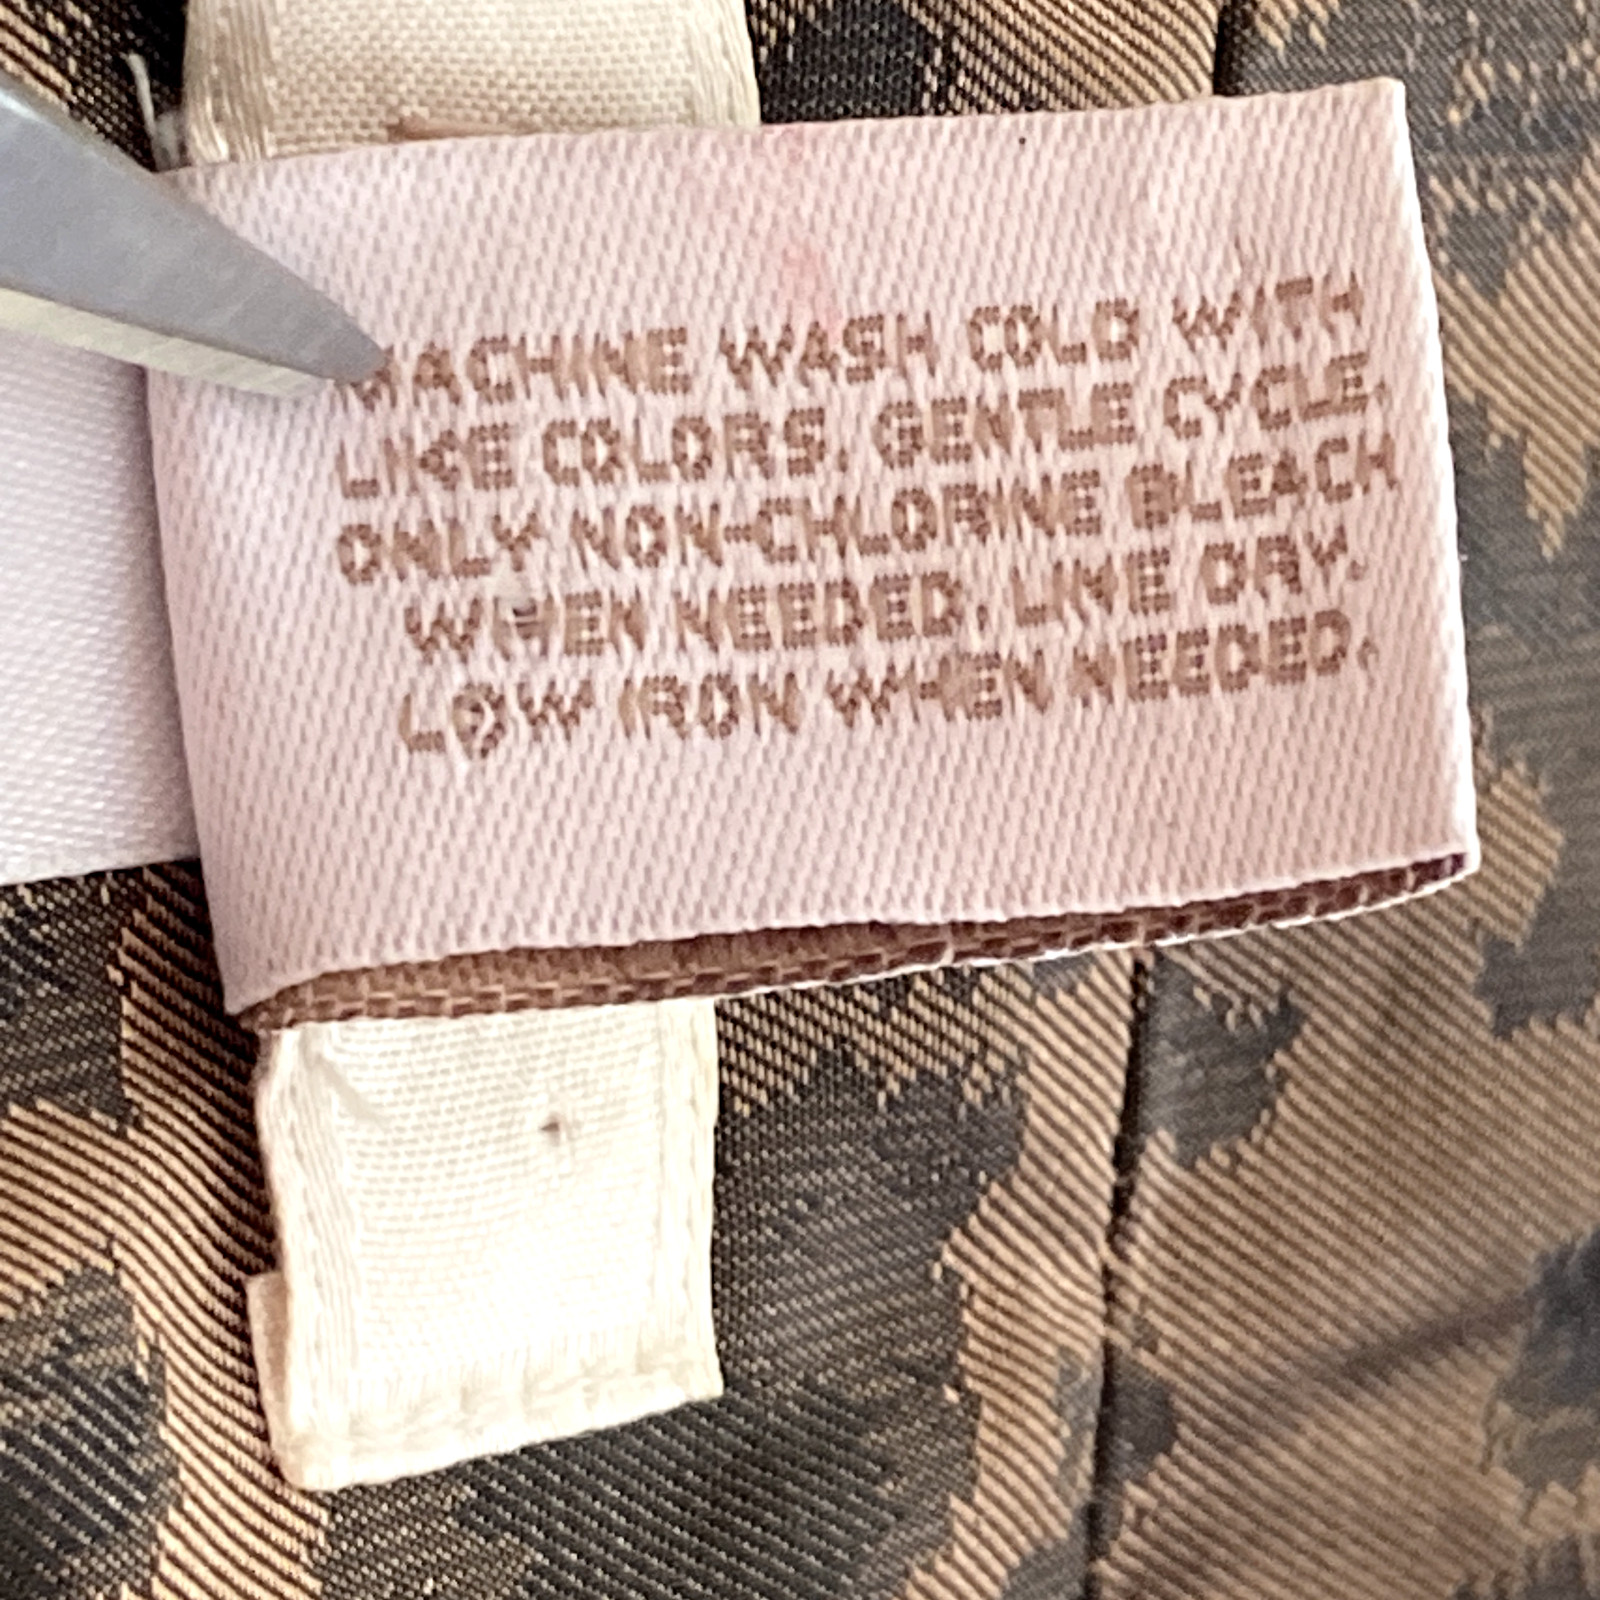 MACHINE WASH COLD WITH
LIKE COLORS. GENTLE CYCLE.
ONLY NON-CHLORINE BLEACH
WHEN NEEDED. LINE DRY.
LOW IRON WHEN NEEDED.